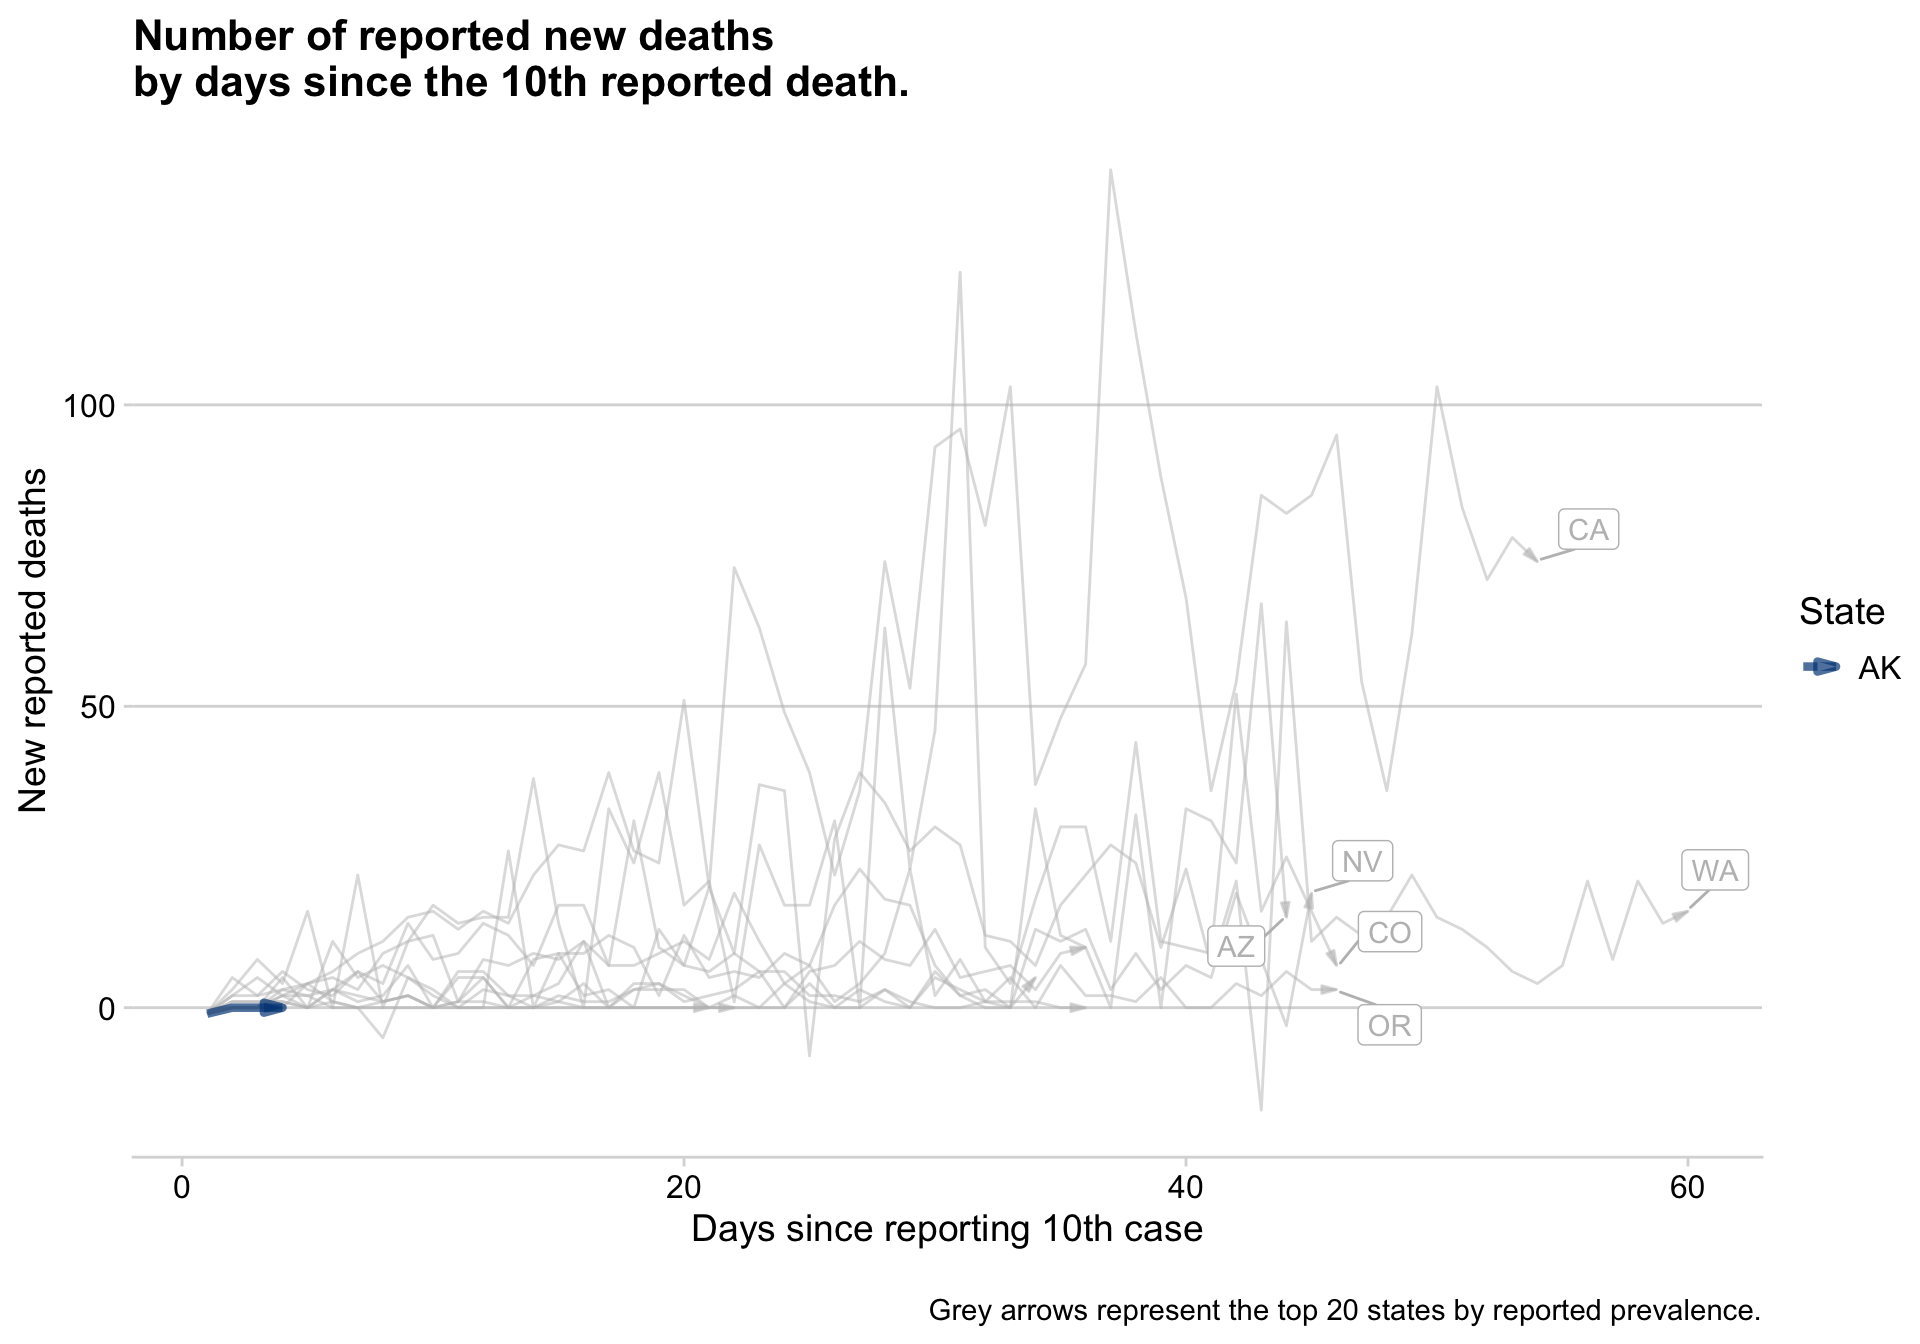 Number of reported new deaths
by days since the 10th reported death.
New reported deaths
100
50
0
CA
NV
WA
AZ
CO
OR
State
AK
0
20
40
60
Days since reporting 10th case
Grey arrows represent the top 20 states by reported prevalence.